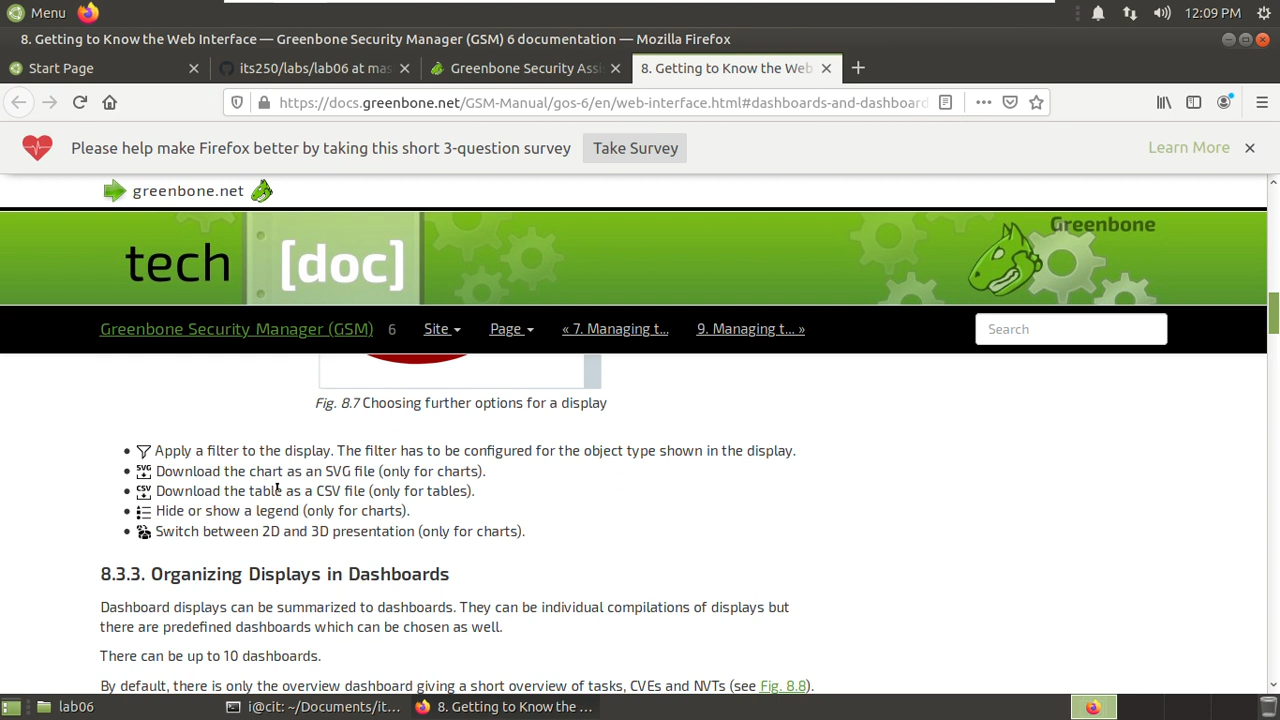 Menu
12:09 PM
8. Getting to Know the Web Interface — Greenbone Security Manager (GSM) 6 documentation — Mozilla Firefox
Start Page
its250/labs/lab06 at mas
Greenbone Security Assis
8. Getting to Know the Web
https://docs.greenbone.net/GSM-Manual/gos-6/en/web-interface.html#dashboards-and-dashboard
Please help make Firefox better by taking this short 3-question survey
Take Survey
Learn More
greenbone.net
tech [doc]
Greenbone
Greenbone Security Manager (GSM) 6 Site Page « 7. Managing t... 9. Managing t... » Search
Fig. 8.7 Choosing further options for a display
• Apply a filter to the display. The filter has to be configured for the object type shown in the display.
• SVG Download the chart as an SVG file (only for charts).
• CSV Download the table as a CSV file (only for tables).
• Hide or show a legend (only for charts).
• Switch between 2D and 3D presentation (only for charts).
8.3.3. Organizing Displays in Dashboards
Dashboard displays can be summarized to dashboards. They can be individual compilations of displays but
there are predefined dashboards which can be chosen as well.
There can be up to 10 dashboards.
By default, there is only the overview dashboard giving a short overview of tasks, CVEs and NVTs (see Fig. 8.8).
lab06
i@cit: ~/Documents/it...
8. Getting to Know the ...